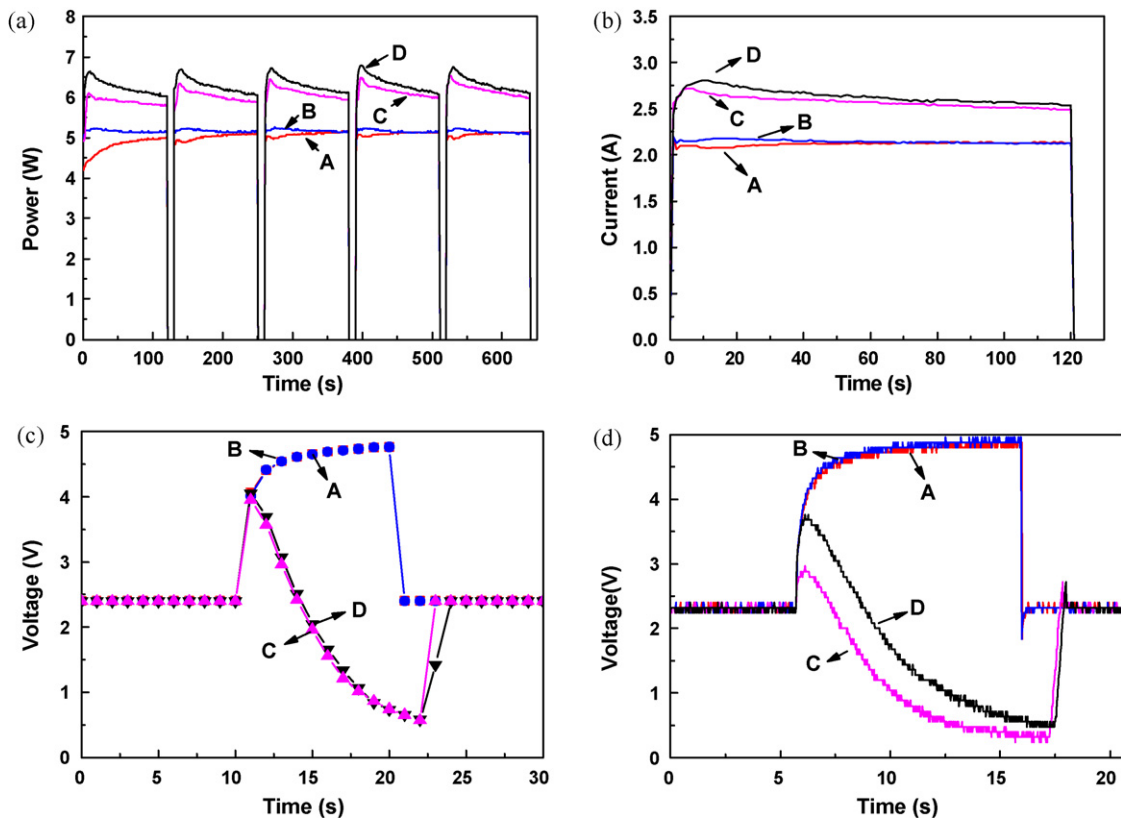 (a)
8
7
6
5
4
3
2
1
0
Power (W)
D
B
C
A
0 100 200 300 400 500 600
Time (s)
(b)
3.5
3.0
2.5
2.0
1.5
1.0
0.5
0.0
Current (A)
D
C
B
A
0 20 40 60 80 100 120
Time (s)
(c)
5
4
3
2
1
0
Voltage (V)
B
A
D
C
0 5 10 15 20 25 30
Time (s)
(d)
5
4
3
2
1
0
Voltage(V)
B
A
D
C
0 5 10 15 20
Time (s)